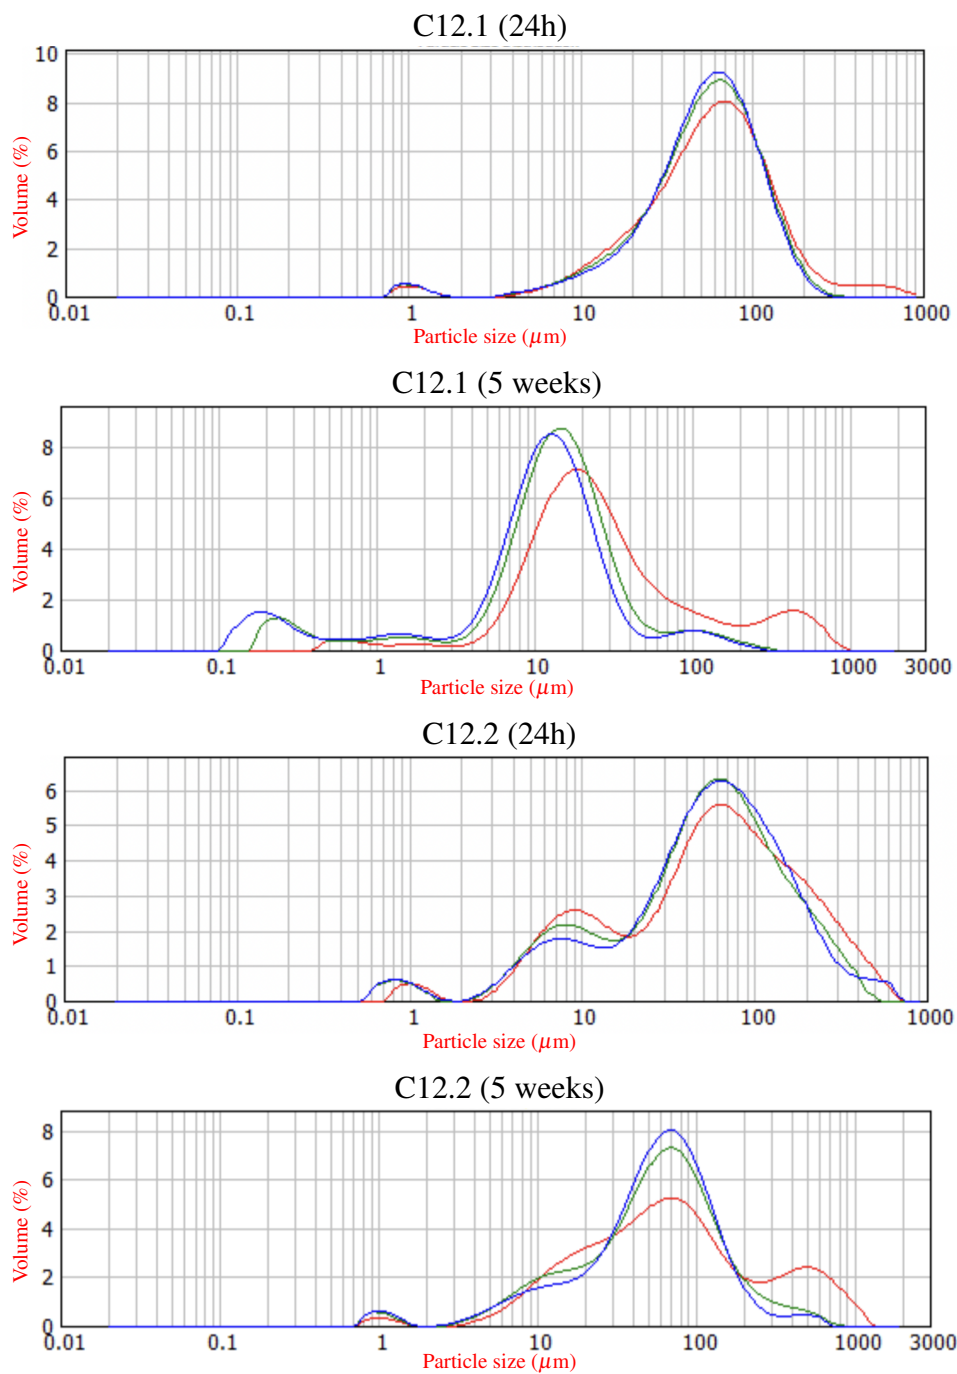 C12.1 (24h)
Volume (%)
10
8
6
4
2
0
0.01 0.1 1 10 100 1000
Particle size (μm)
C12.1 (5 weeks)
Volume (%)
8
6
4
2
0
0.01 0.1 1 10 100 1000 3000
Particle size (μm)
C12.2 (24h)
Volume (%)
6
5
4
3
2
1
0
0.01 0.1 1 10 100 1000
Particle size (μm)
C12.2 (5 weeks)
Volume (%)
8
6
4
2
0
0.01 0.1 1 10 100 1000 3000
Particle size (μm)